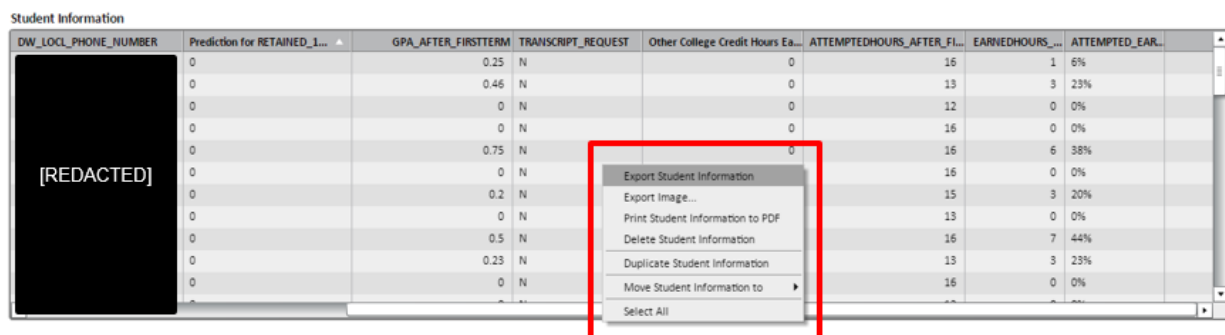 Student Information
DW_LOCL_PHONE_NUMBER Prediction for RETAINED_1... GPA_AFTER_FIRSTTERM TRANSCRIPT_REQUEST Other College Credit Hours Ea... ATTEMPTEDHOURS_AFTER_FI... EARNEDHOURS_... ATTEMPTED_EAR...
0 0.25 N 0 16 1 6%
0 0.46 N 0 13 3 23%
0 0 N 0 12 0 0%
0 0 N 0 16 0 0%
0 0.75 N 0 16 6 38%
[REDACTED] 0 0 N 16 0 0%
0 0.2 N 15 3 20%
0 0 N 13 0 0%
0 0.5 N 16 7 44%
0 0.23 N 13 3 23%
0 0 N 16 0 0%
Export Student Information
Export Image...
Print Student Information to PDF
Delete Student Information
Duplicate Student Information
Move Student Information to
Select All